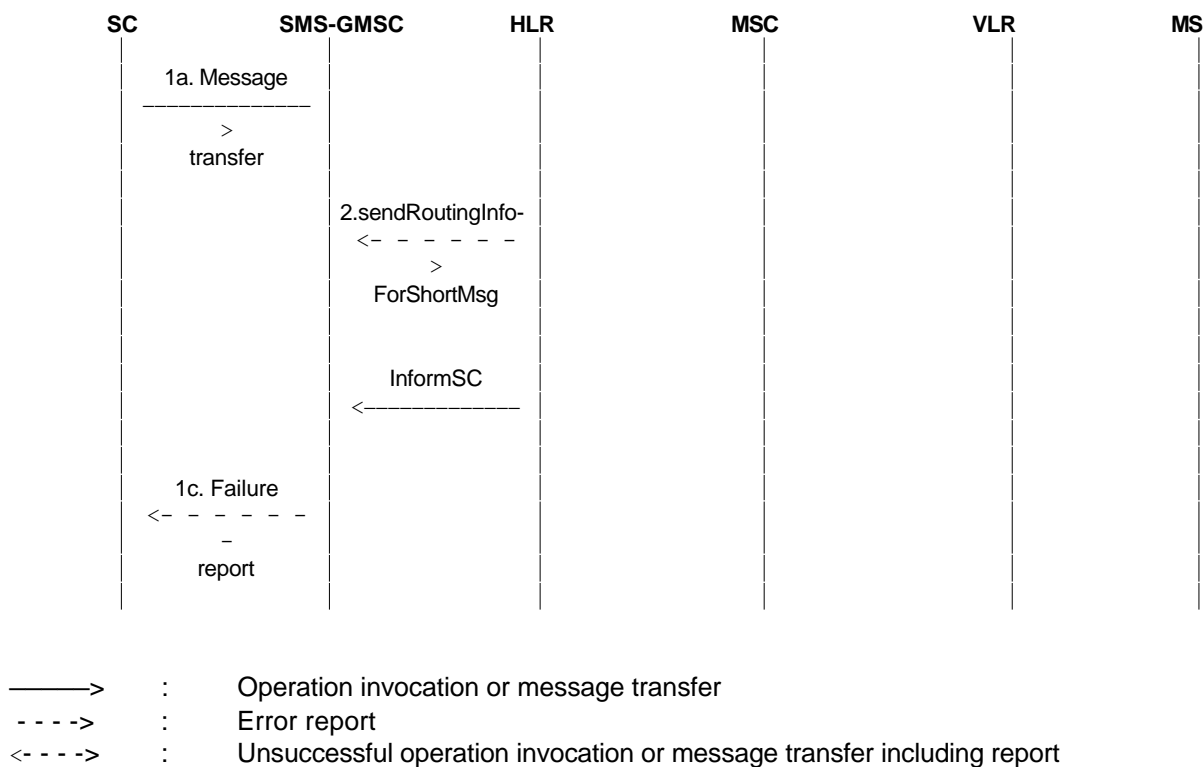 SC SMS-GMSC HLR MSC VLR MS
1a. Message
––––––––––––––
>
transfer
2.sendRoutingInfo-
<– – – – – – –
>
ForShortMsg
InformSC
<–––––––––––––
1c. Failure
<– – – – – –
–
report
————> : Operation invocation or message transfer
- - - -> : Error report
<- - - -> : Unsuccessful operation invocation or message transfer including report